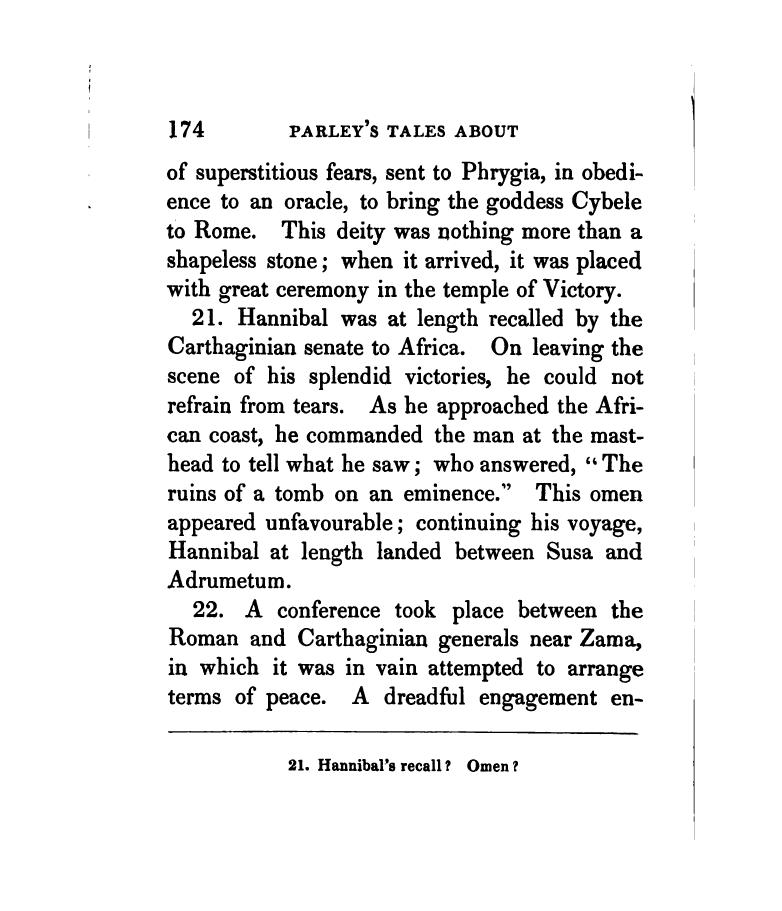 174 PARLEY'S TALES ABOUT
of superstitious fears, sent to Phrygia, in obedi-
ence to an oracle, to bring the goddess Cybele
to Rome. This deity was nothing more than a
shapeless stone; when it arrived, it was placed
with great ceremony in the temple of Victory.
21. Hannibal was at length recalled by the
Carthaginian senate to Africa. On leaving the
scene of his splendid victories, he could not
refrain from tears. As he approached the Afri-
can coast, he commanded the man at the mast-
head to tell what he saw; who answered, "The
ruins of a tomb on an eminence." This omen
appeared unfavourable; continuing his voyage,
Hannibal at length landed between Susa and
Adrumetum.
22. A conference took place between the
Roman and Carthaginian generals near Zama,
in which it was in vain attempted to arrange
terms of peace. A dreadful engagement en-
21. Hannibal's recall? Omen?